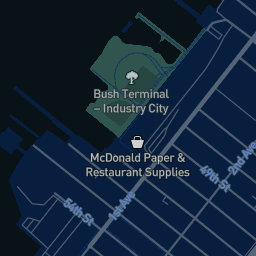 Bush Terminal
– Industry City
McDonald Paper &
Restaurant Supplies
49th St
2nd Ave
54th St
1st Ave